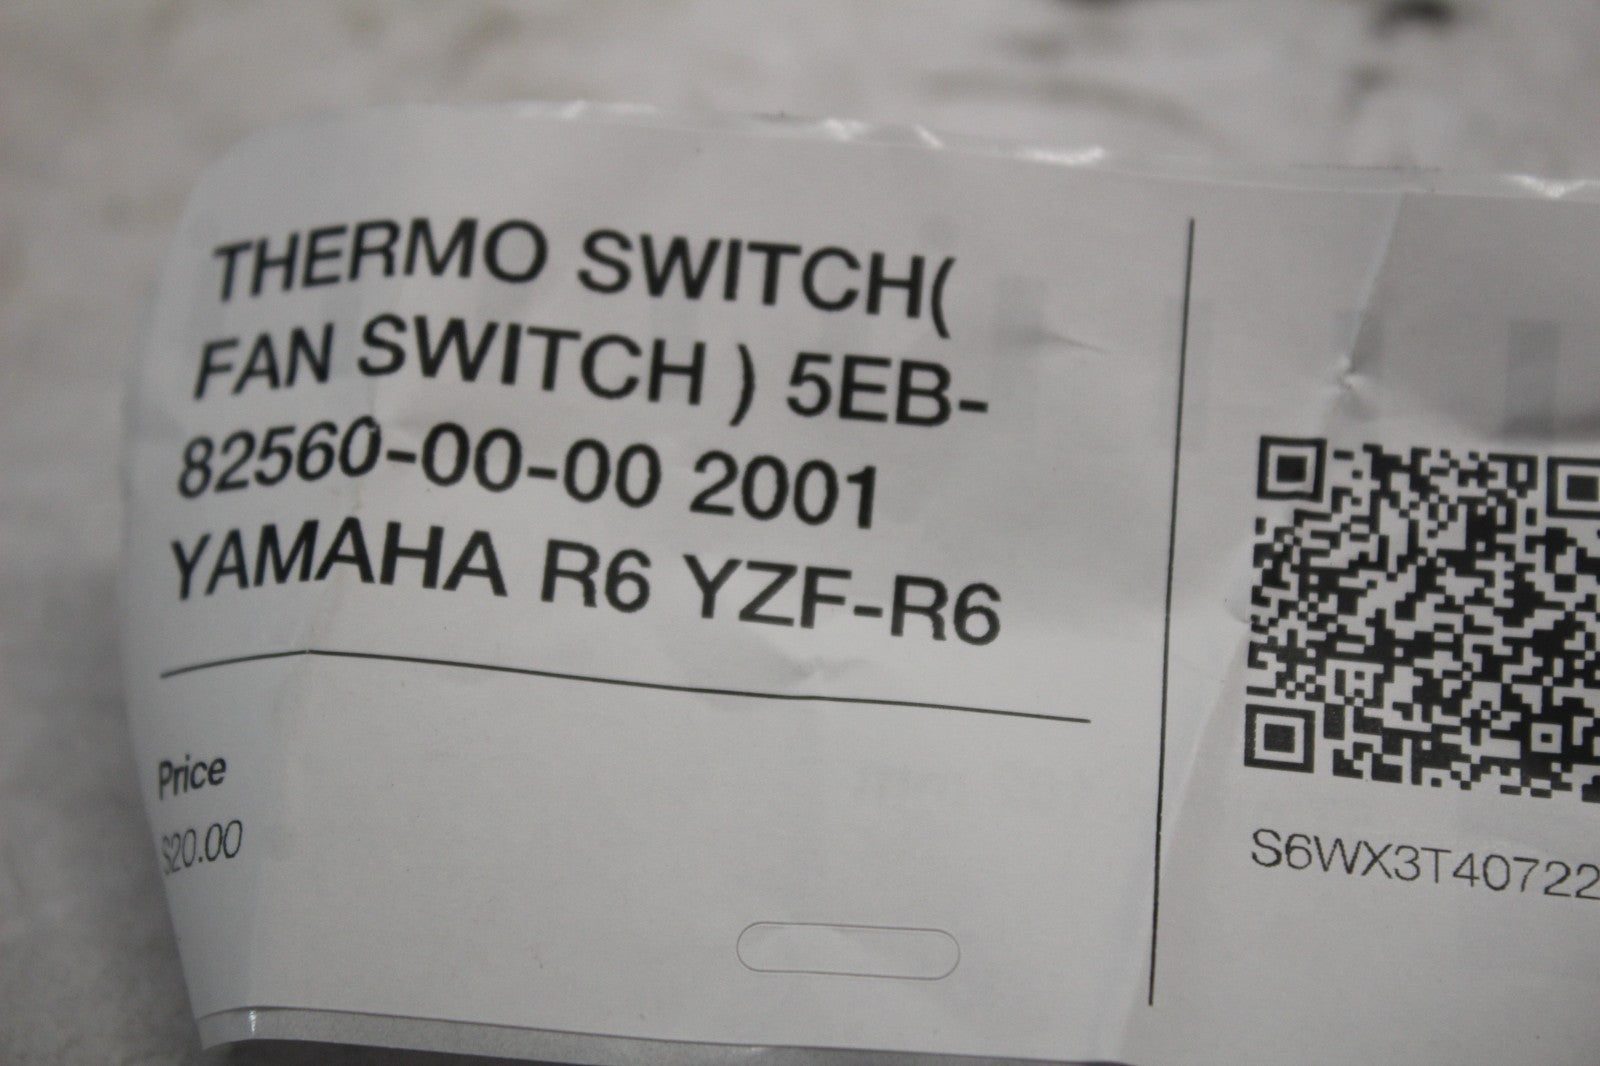 THERMO SWITCH(
FAN SWITCH ) 5EB-
82560-00-00 2001
YAMAHA R6 YZF-R6
Price
$20.00
S6WX3T40722